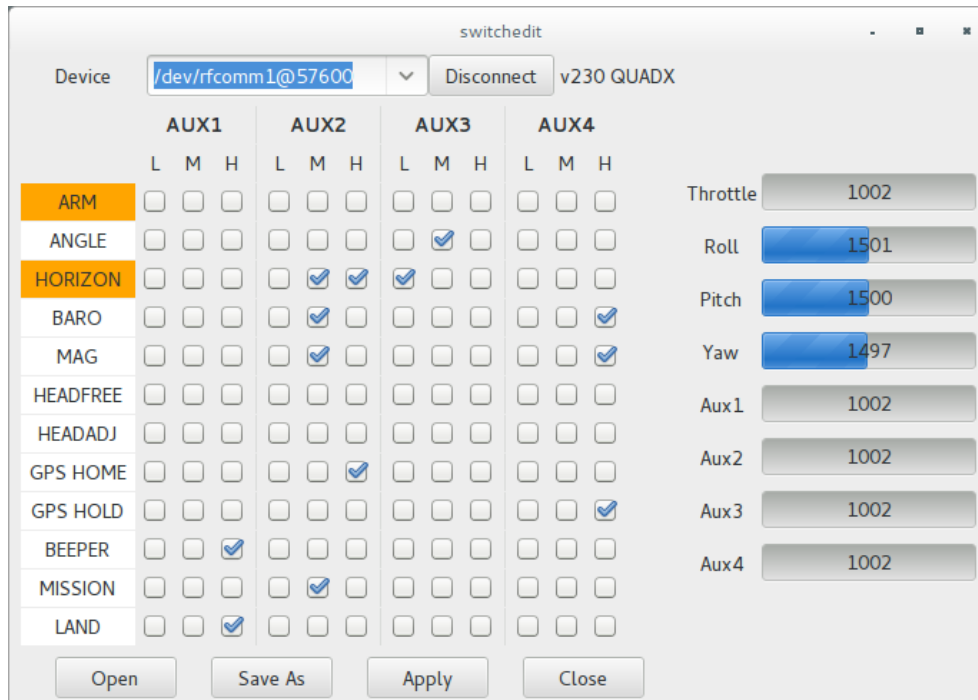 switchedit
Device /dev/rfcomm1@57600 Disconnect v230 QUADX
AUX1 AUX2 AUX3 AUX4
L M H L M H L M H L M H
ARM
ANGLE
HORIZON
BARO
MAG
HEADFREE
HEADADJ
GPS HOME
GPS HOLD
BEEPER
MISSION
LAND
Throttle 1002
Roll 1501
Pitch 1500
Yaw 1497
Aux1 1002
Aux2 1002
Aux3 1002
Aux4 1002
Open Save As Apply Close